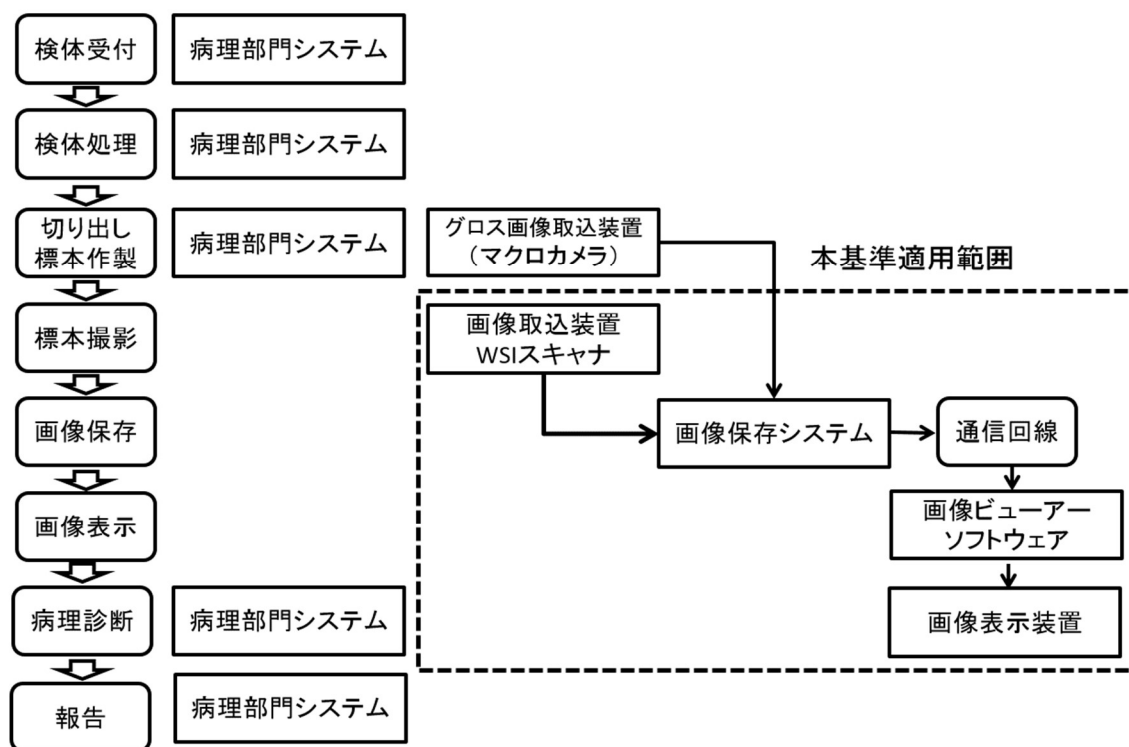 検体受付
病理部門システム
検体処理
病理部門システム
切り出し
標本作製
病理部門システム
グロス画像取込装置
（マクロカメラ）
本基準適用範囲
標本撮影
画像取込装置
WSIスキャナ
画像保存
画像保存システム
通信回線
画像表示
画像ビューアー
ソフトウェア
病理診断
病理部門システム
画像表示装置
報告
病理部門システム